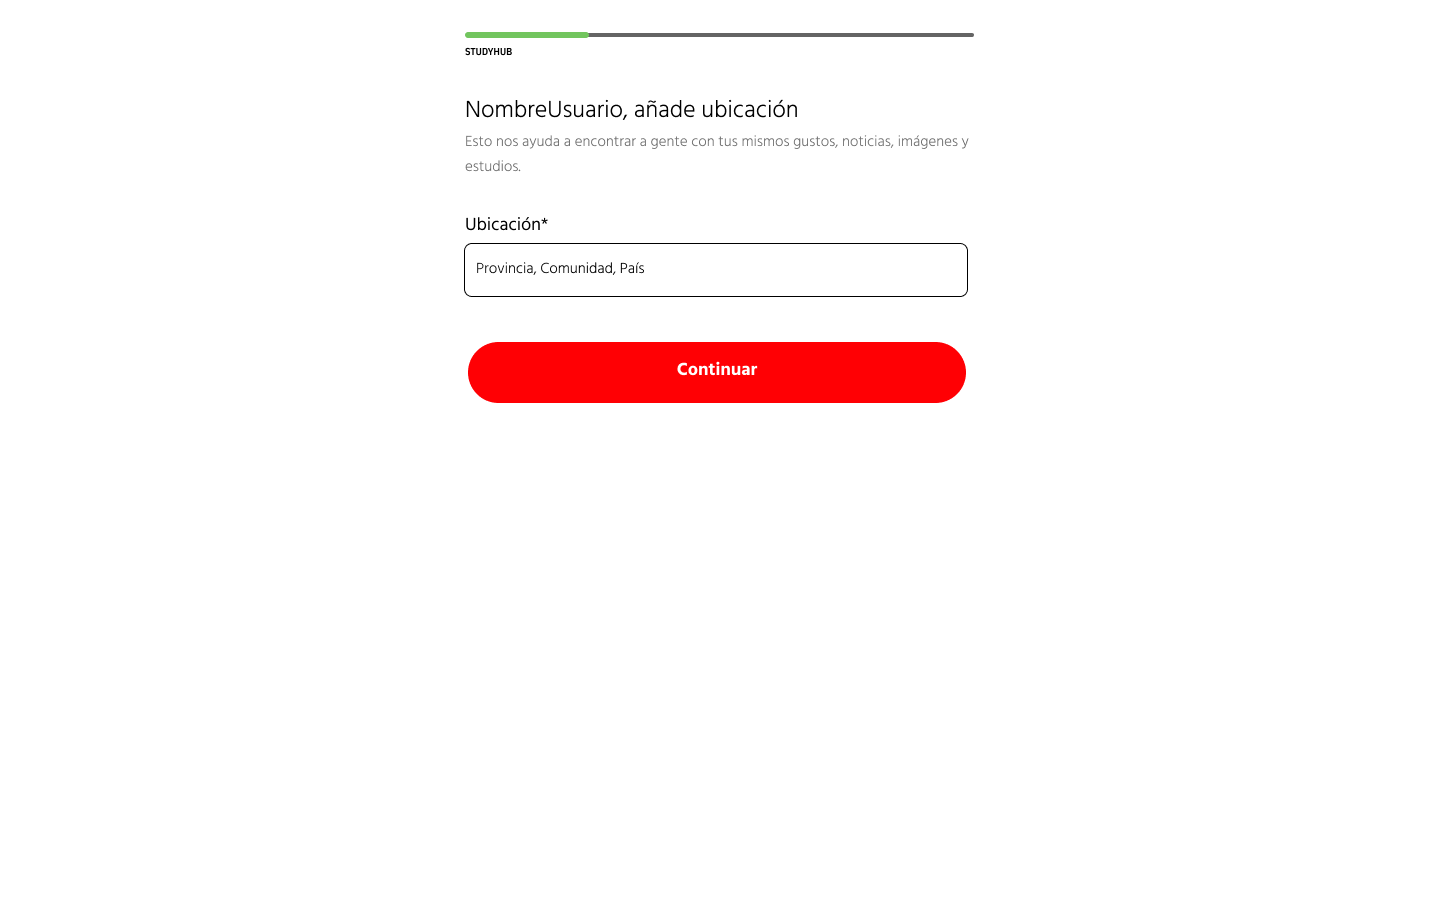 STUDYHUB
NombreUsuario, añade ubicación
Esto nos ayuda a encontrar a gente con tus mismos gustos, noticias, imágenes y
estudios.
Ubicación*
Provincia, Comunidad, País
Continuar